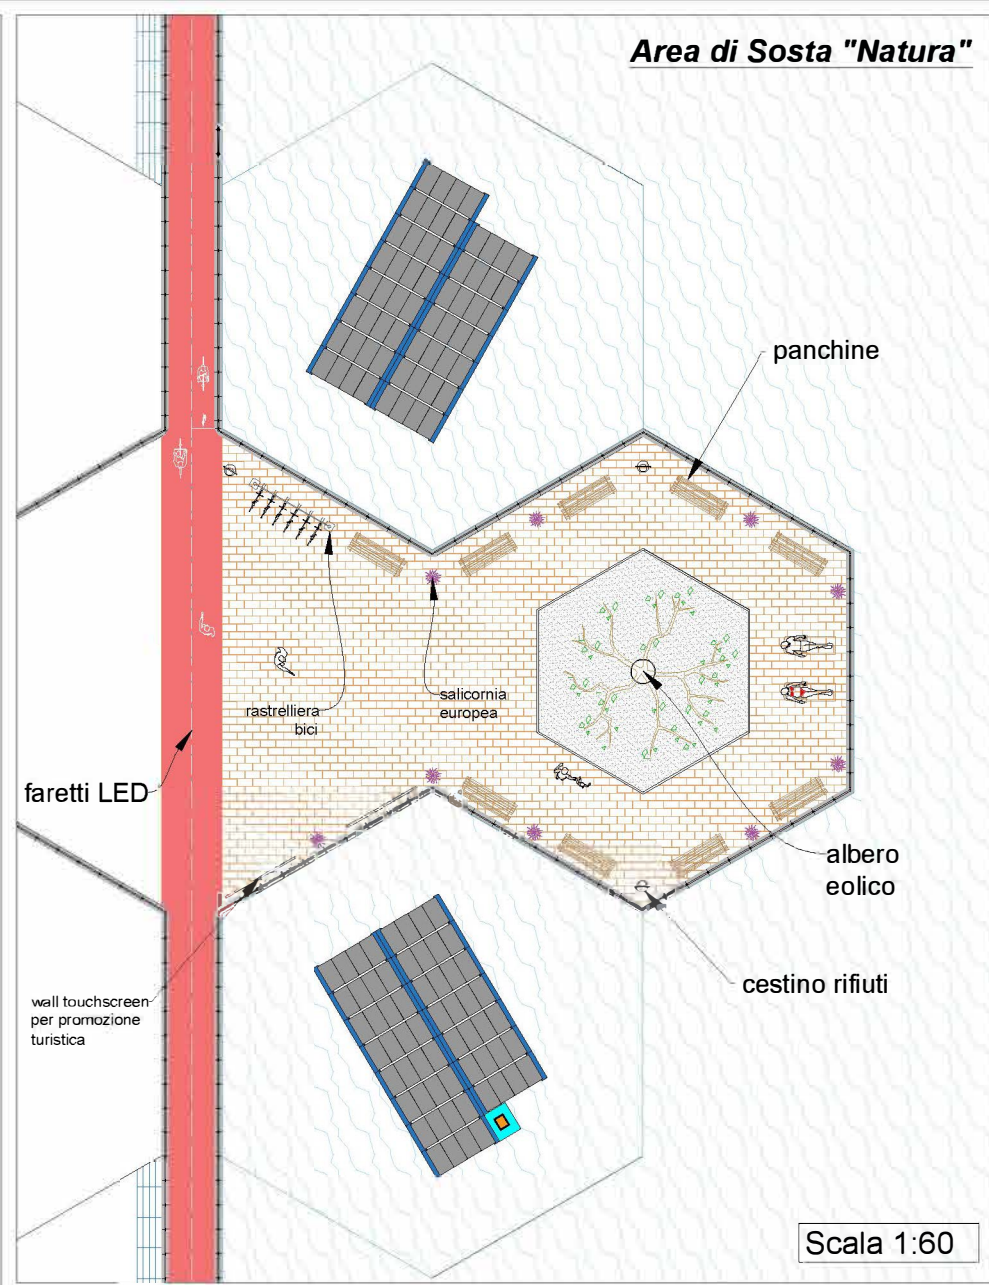 Area di Sosta "Natura"
panchine
rastrelliera
bici
salicornia
europea
faretti LED
albero
eolico
cestino rifiuti
wall touchscreen
per promozione
turistica
Scala 1:60